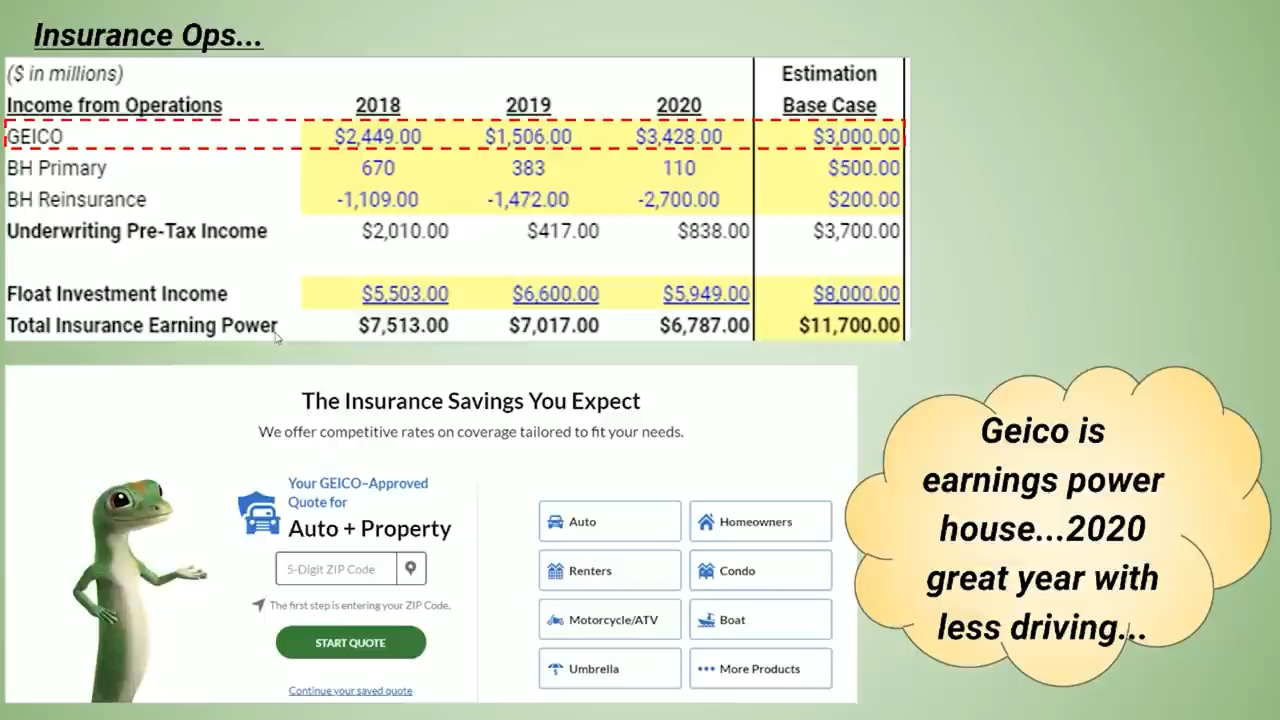 Insurance Ops...
($ in millions) Estimation
Income from Operations 2018 2019 2020 Base Case
GEICO $2,449.00 $1,506.00 $3,428.00 $3,000.00
BH Primary 670 383 110 $500.00
BH Reinsurance -1,109.00 -1,472.00 -2,700.00 $200.00
Underwriting Pre-Tax Income $2,010.00 $417.00 $838.00 $3,700.00
Float Investment Income $5,503.00 $6,600.00 $5,949.00 $8,000.00
Total Insurance Earning Power $7,513.00 $7,017.00 $6,787.00 $11,700.00
The Insurance Savings You Expect
We offer competitive rates on coverage tailored to fit your needs.
Your GEICO-Approved
Quote for
Auto + Property
5-Digit ZIP Code
The first step is entering your ZIP Code.
START QUOTE
Continue your saved quote
Auto Homeowners
Renters Condo
Motorcycle/ATV Boat
Umbrella More Products
Geico is
earnings power
house...2020
great year with
less driving...